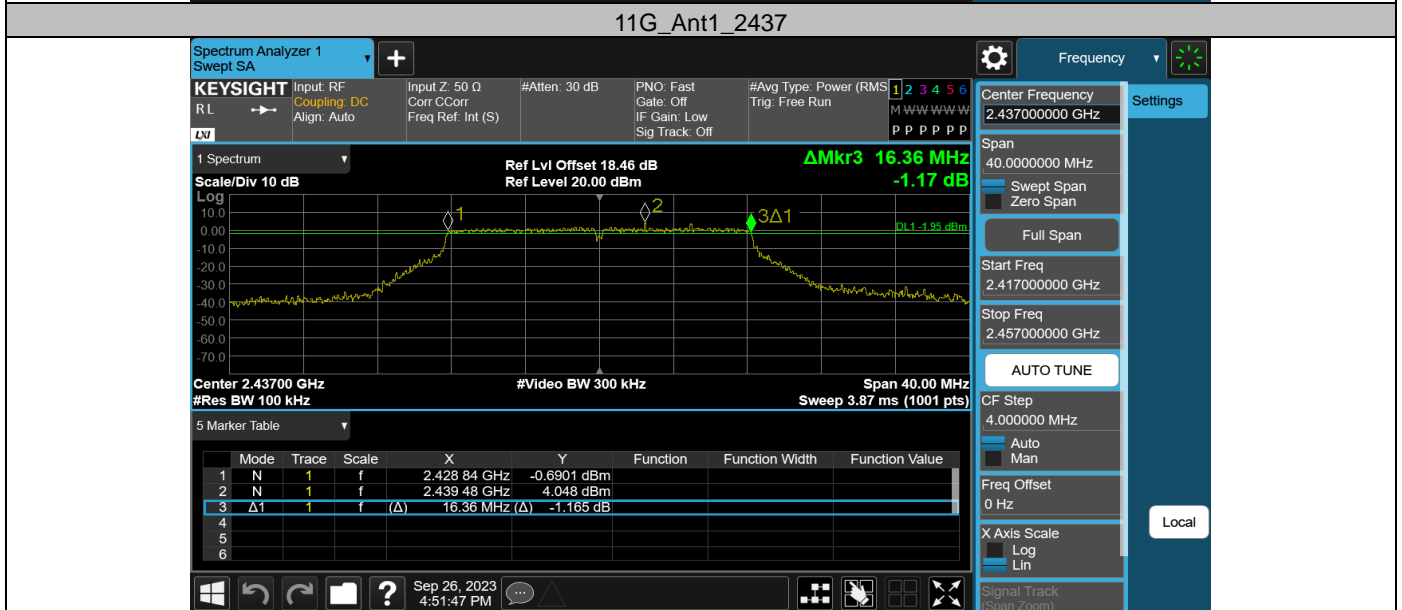 11G_Ant1_2437
Spectrum Analyzer 1
Swept SA
+
Frequency
KEYSIGHT Input: RF Input Z: 50 Ω #Atten: 30 dB PNO: Fast #Avg Type: Power (RMS 1 2 3 4 5 6
RL Coupling: DC Corr CCorr Gate: Off Trig: Free Run M W W W W W
Align: Auto Freq Ref: Int (S) IF Gain: Low
LXI Sig Track: Off P P P P P P
1 Spectrum
Scale/Div 10 dB
Ref Lvl Offset 18.46 dB
Ref Level 20.00 dBm
ΔMkr3 16.36 MHz
-1.17 dB
Log
10.0
0.00
-10.0
-20.0
-30.0
-40.0
-50.0
-60.0
-70.0
1
2
3Δ1
DL1 -1.95 dBm
Center 2.43700 GHz #Video BW 300 kHz Span 40.00 MHz
#Res BW 100 kHz Sweep 3.87 ms (1001 pts)
5 Marker Table
Mode Trace Scale X Y Function Function Width Function Value
1 N 1 f 2.428 84 GHz -0.6901 dBm
2 N 1 f 2.439 48 GHz 4.048 dBm
3 Δ1 1 f (Δ) 16.36 MHz (Δ) -1.165 dB
4
5
6
?
Sep 26, 2023
4:51:47 PM
Center Frequency
2.437000000 GHz
Span
40.0000000 MHz
Swept Span
Zero Span
Full Span
Start Freq
2.417000000 GHz
Stop Freq
2.457000000 GHz
AUTO TUNE
CF Step
4.000000 MHz
Auto
Man
Freq Offset
0 Hz
X Axis Scale
Log
Lin
Signal Track
(Span Zoom)
Settings
Local